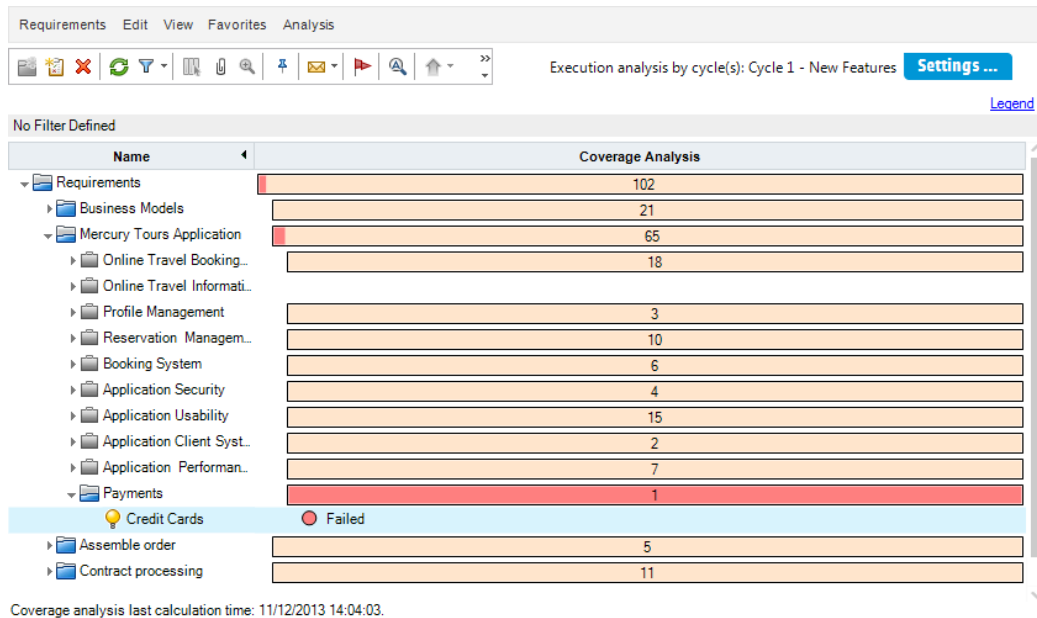 Requirements Edit View Favorites Analysis
Execution analysis by cycle(s): Cycle 1 - New Features Settings ...
Legend
No Filter Defined
Name Coverage Analysis
Requirements 102
Business Models 21
Mercury Tours Application 65
Online Travel Booking... 18
Online Travel Informati...
Profile Management 3
Reservation Managem... 10
Booking System 6
Application Security 4
Application Usability 15
Application Client Syst... 2
Application Performan... 7
Payments 1
Credit Cards Failed
Assemble order 5
Contract processing 11
Coverage analysis last calculation time: 11/12/2013 14:04:03.